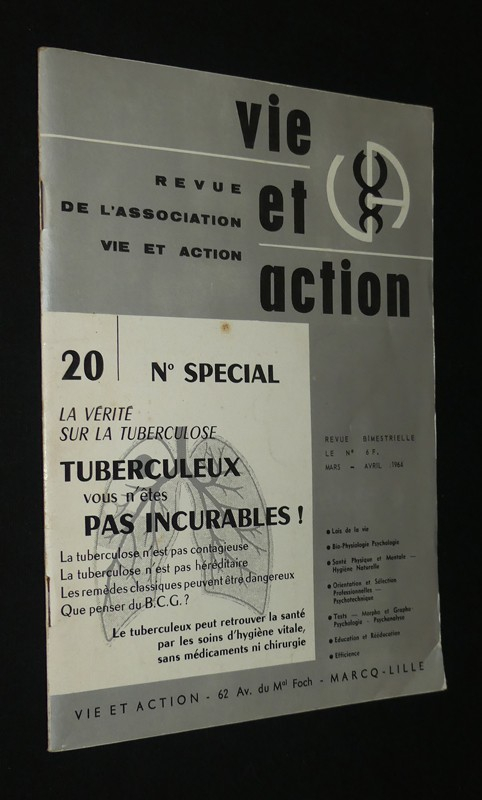 vie
et
action
REVUE
DE L'ASSOCIATION
VIE ET ACTION
20
N° SPECIAL
LA VÉRITÉ
SUR LA TUBERCULOSE
TUBERCULEUX
vous n'êtes
PAS INCURABLES !
La tuberculose n'est pas contagieuse
La tuberculose n'est pas héréditaire
Les remèdes classiques peuvent être dangereux
Que penser du B.C.G. ?
Le tuberculeux peut retrouver la santé
par les soins d'hygiène vitale,
sans médicaments ni chirurgie
REVUE BIMESTRIELLE
LE N° 6 F.
MARS - AVRIL 1964
● Lois de la vie
● Bio-Physiologie Psychologie
● Santé Physique et Mentale —
Hygiène Naturelle
● Orientation et Sélection
Professionnelles —
Psychotechnique
● Tests — Morpho et Grapho-
Psychologie - Psychanalyse
● Education et Rééducation
● Efficience
VIE ET ACTION - 62 Av. du Mal Foch - MARCQ-LILLE